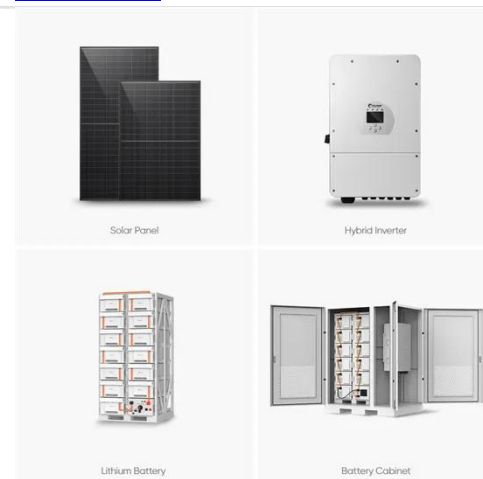 Solar Panel
Hybrid Inverter
Lithium Battery
Battery Cabinet